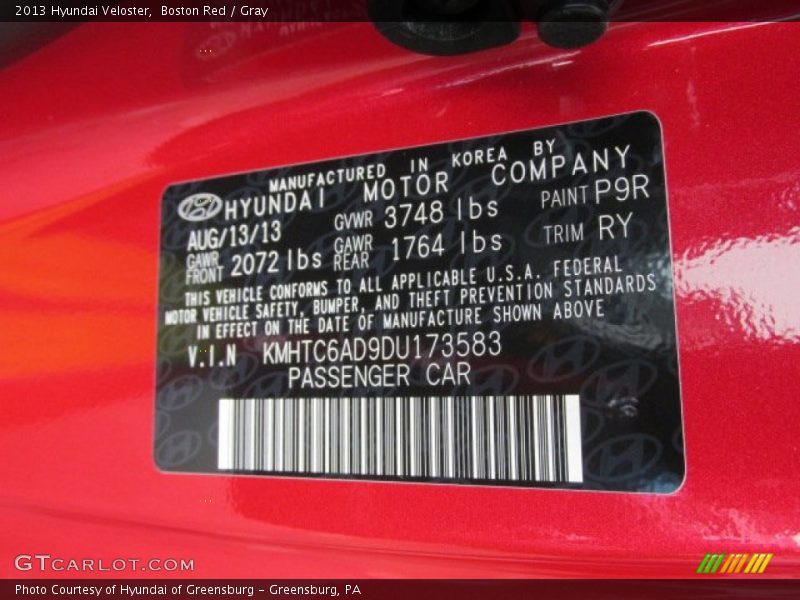 2013 Hyundai Veloster, Boston Red / Gray
MANUFACTURED IN KOREA BY
HYUNDAI MOTOR COMPANY
AUG/13/13 GVWR 3748 lbs PAINT P9R
GAWR FRONT 2072 lbs GAWR REAR 1764 lbs TRIM RY
THIS VEHICLE CONFORMS TO ALL APPLICABLE U.S.A. FEDERAL
MOTOR VEHICLE SAFETY, BUMPER, AND THEFT PREVENTION STANDARDS
IN EFFECT ON THE DATE OF MANUFACTURE SHOWN ABOVE
V.I.N KMHTC6AD9DU173583
PASSENGER CAR
GTCARLOT.COM
Photo Courtesy of Hyundai of Greensburg - Greensburg, PA